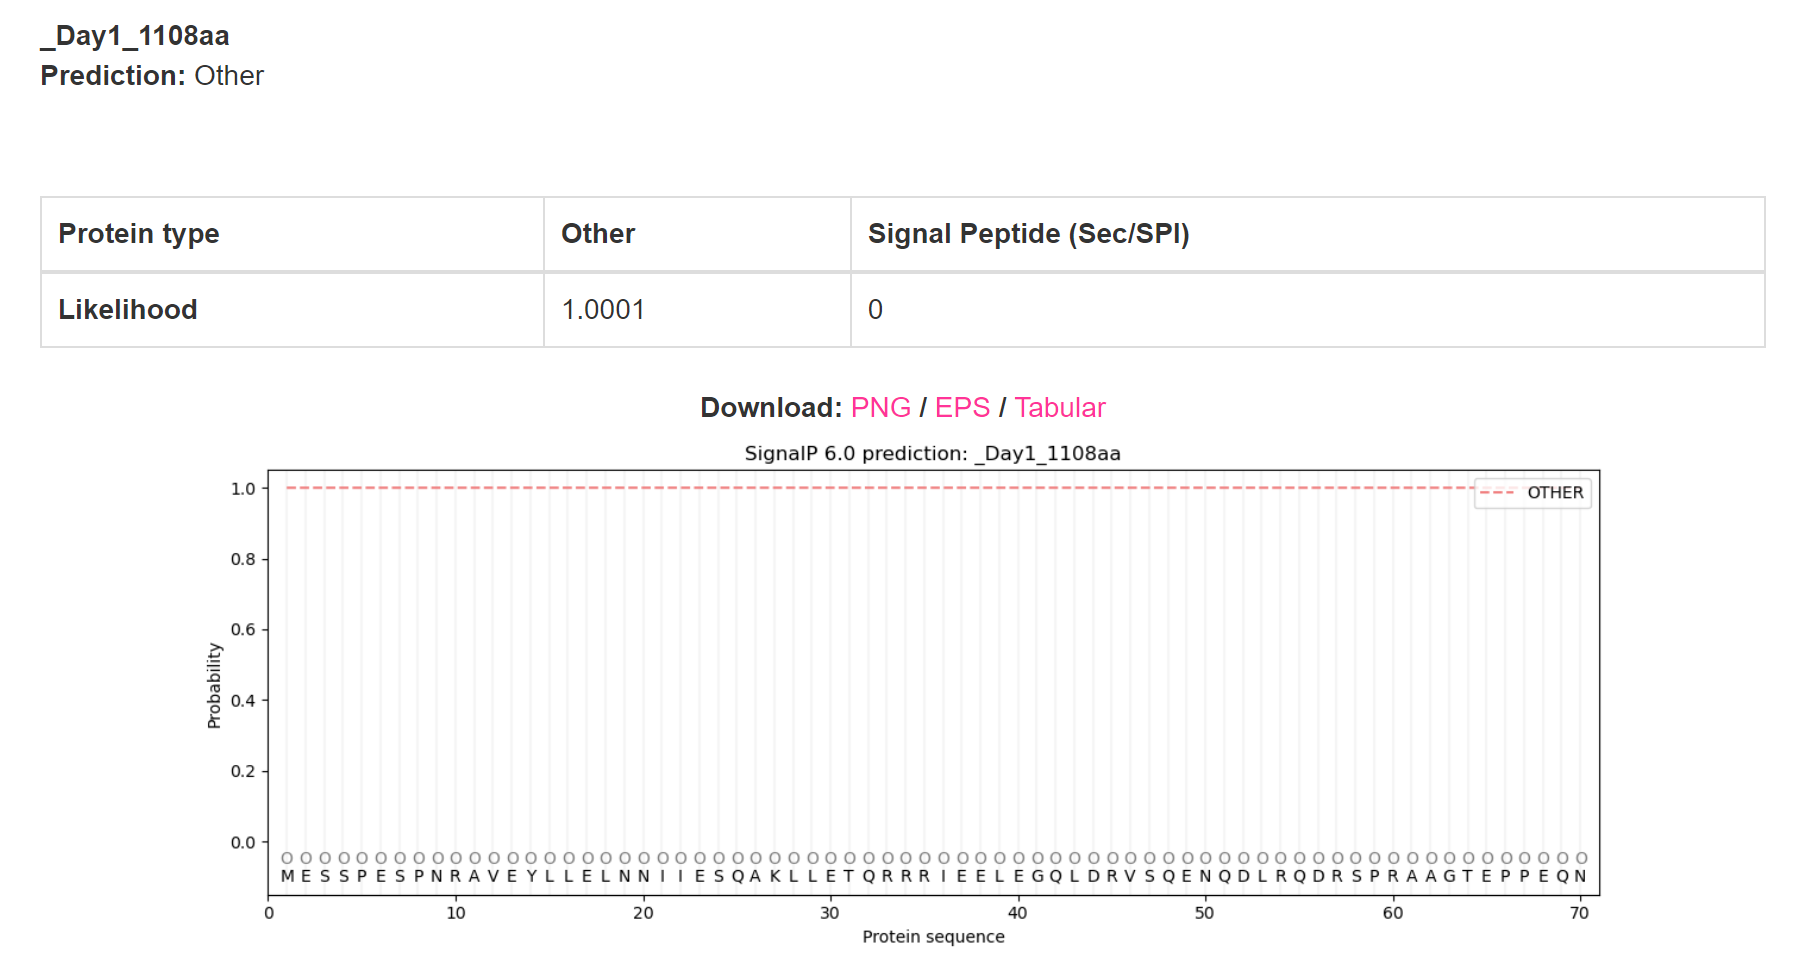 _Day1_1108aa
Prediction: Other
Protein type Other Signal Peptide (Sec/SPI)
Likelihood 1.0001 0
Download: PNG / EPS / Tabular
SignalP 6.0 prediction: _Day1_1108aa
OTHER
1.0
0.8
0.6
0.4
0.2
0.0
Probability
O O O O O O O O O O O O O O O O O O O O O O O O O O O O O O O O O O O O O O O O O O O O O O O O O O O O O O O O O O O O O O O O O O O O O O
M E S S P E S P N R A V E Y L L E L N N I I E S Q A K L L E T Q R R R I E E L E G Q L D R V S Q E N Q D L R Q D R S P R A A G T E P P E Q N
0 10 20 30 40 50 60 70
Protein sequence